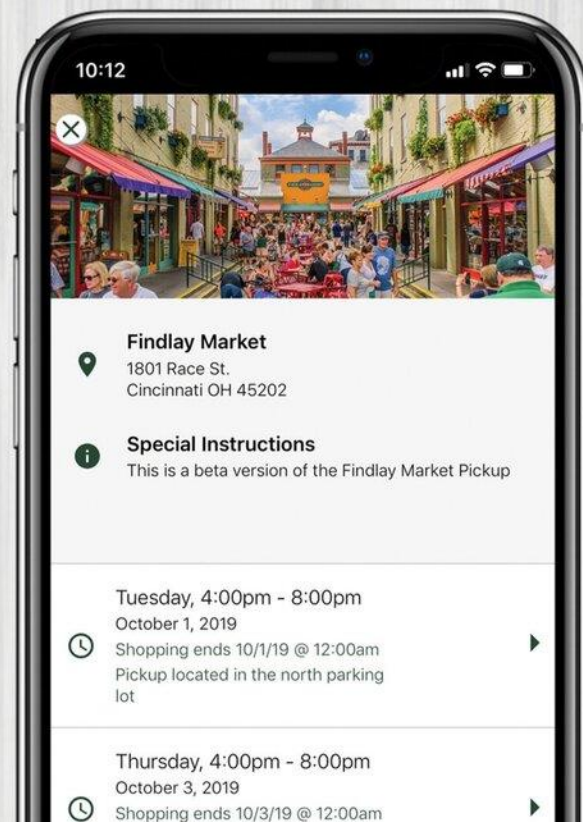 10:12
Findlay Market
1801 Race St.
Cincinnati OH 45202
Special Instructions
This is a beta version of the Findlay Market Pickup
Tuesday, 4:00pm - 8:00pm
October 1, 2019
Shopping ends 10/1/19 @ 12:00am
Pickup located in the north parking
lot
Thursday, 4:00pm - 8:00pm
October 3, 2019
Shopping ends 10/3/19 @ 12:00am